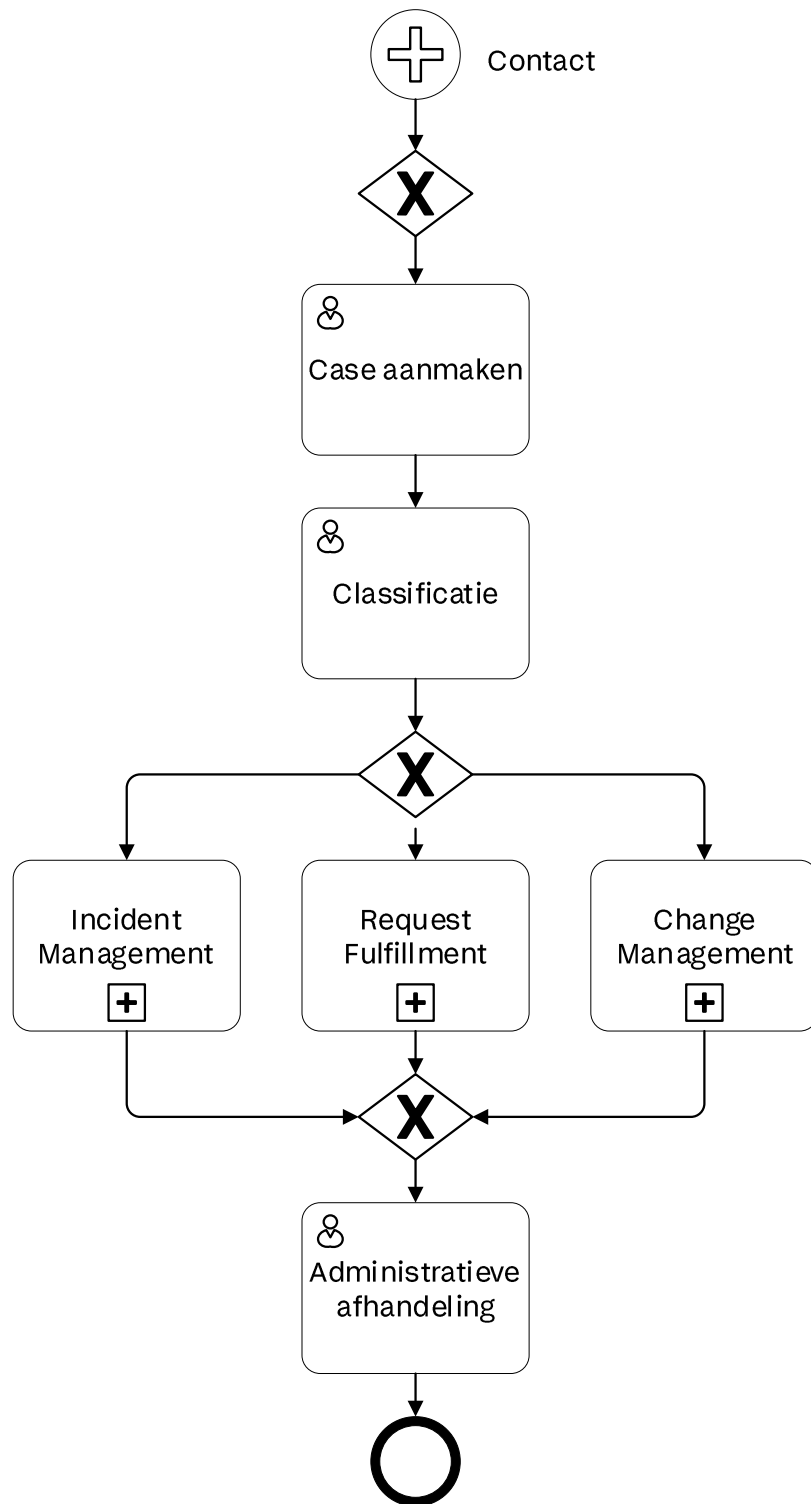 Contact
X
Case aanmaken
Classificatie
X
Incident
Management
Request
Fulfillment
Change
Management
X
Administratieve
afhandeling